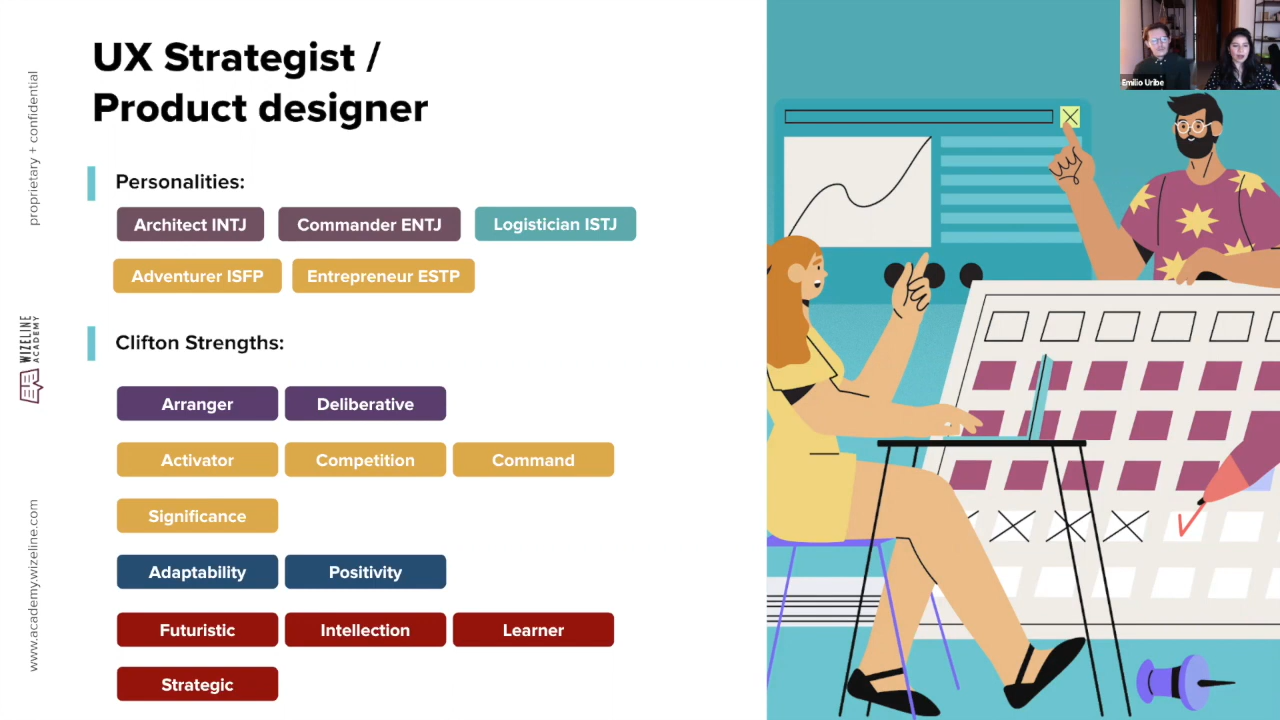 UX Strategist /
Product designer
Personalities:
Architect INTJ
Commander ENTJ
Logistician ISTJ
Adventurer ISFP
Entrepreneur ESTP
Clifton Strengths:
Arranger
Deliberative
Activator
Competition
Command
Significance
Adaptability
Positivity
Futuristic
Intellection
Learner
Strategic
proprietary + confidential
WIZELINE
ACADEMY
www.academy.wizeline.com
Emilio Uribe